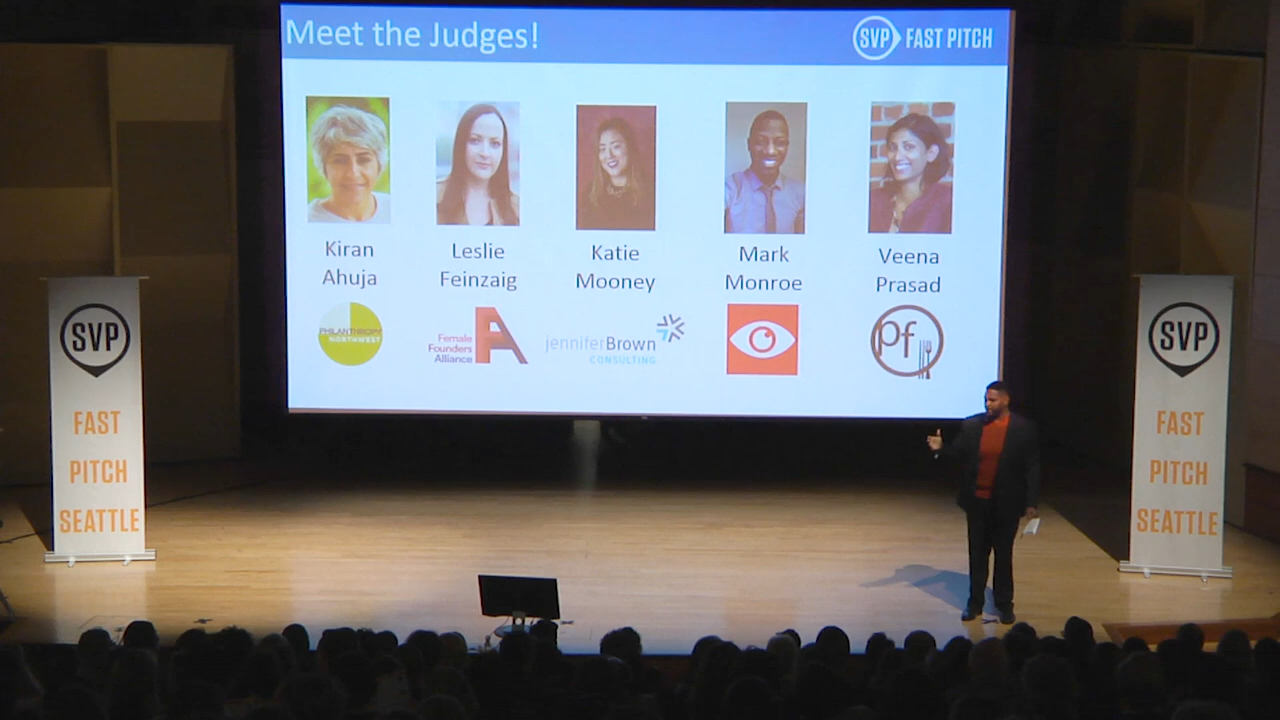 Meet the Judges!
SVP FAST PITCH
Kiran
Ahuja
Leslie
Feinzaig
Katie
Mooney
Mark
Monroe
Veena
Prasad
PHILANTHROPY
NORTHWEST
Female
Founders
Alliance
FA
jenniferBrown
CONSULTING
pf
SVP
FAST
PITCH
SEATTLE
SVP
FAST
PITCH
SEATTLE